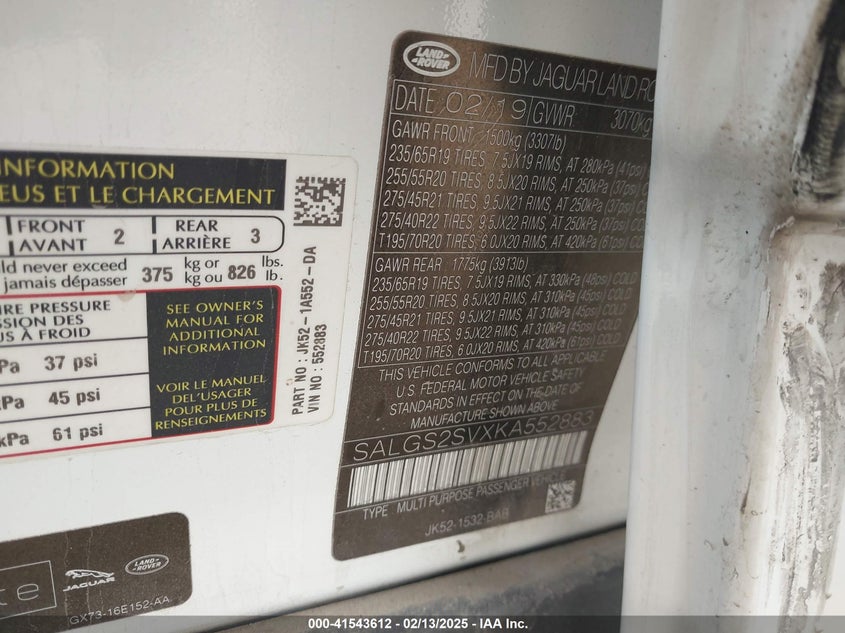 INFORMATION
EUS ET LE CHARGEMENT
FRONT
AVANT 2
REAR
ARRIÈRE 3
ld never exceed
jamais dépasser 375 kg or kg ou 826 lbs. lb.
IRE PRESSURE
SSION DES
US À FROID
Pa 37 psi
kPa 45 psi
kPa 61 psi
SEE OWNER'S
MANUAL FOR
ADDITIONAL
INFORMATION
VOIR LE MANUEL
DEL'USAGER
POUR PLUS DE
RENSEIGNEMENTS
PART NO : JK52-1A552-DA
VIN NO : 552883
LAND ROVER
MFD BY JAGUAR LAND RO
DATE 02/19 GVWR 3070kg
GAWR FRONT 1500kg (3307lb)
235/65R19 TIRES, 7.5JX19 RIMS, AT 280kPa (41psi)
255/55R20 TIRES, 8.5JX20 RIMS, AT 250kPa (37psi) CO
275/45R21 TIRES, 9.5JX21 RIMS, AT 250kPa (37psi) CO
275/40R22 TIRES, 9.5JX22 RIMS, AT 250kPa (37psi) CO
T195/70R20 TIRES, 6.0JX20 RIMS, AT 420kPa (61psi) CO
GAWR REAR 1775kg (3913lb)
235/65R19 TIRES, 7.5JX19 RIMS, AT 330kPa (48psi) COLD
255/55R20 TIRES, 8.5JX20 RIMS, AT 310kPa (45psi) COLD
275/45R21 TIRES, 9.5JX21 RIMS, AT 310kPa (45psi) COLD
275/40R22 TIRES, 9.5JX22 RIMS, AT 310kPa (45psi) COLD
T195/70R20 TIRES, 6.0JX20 RIMS, AT 420kPa (61psi) COLD
THIS VEHICLE CONFORMS TO ALL APPLICABLE
U.S. FEDERAL MOTOR VEHICLE SAFETY
STANDARDS IN EFFECT ON THE DATE OF
MANUFACTURE SHOWN ABOVE
SALGS2SVXKA552883
TYPE MULTI PURPOSE PASSENGER VEHICLE
JK52-1532-BAB
JAGUAR
LAND ROVER
GX73-16E152-AA
000-41543612 - 02/13/2025 - IAA Inc.